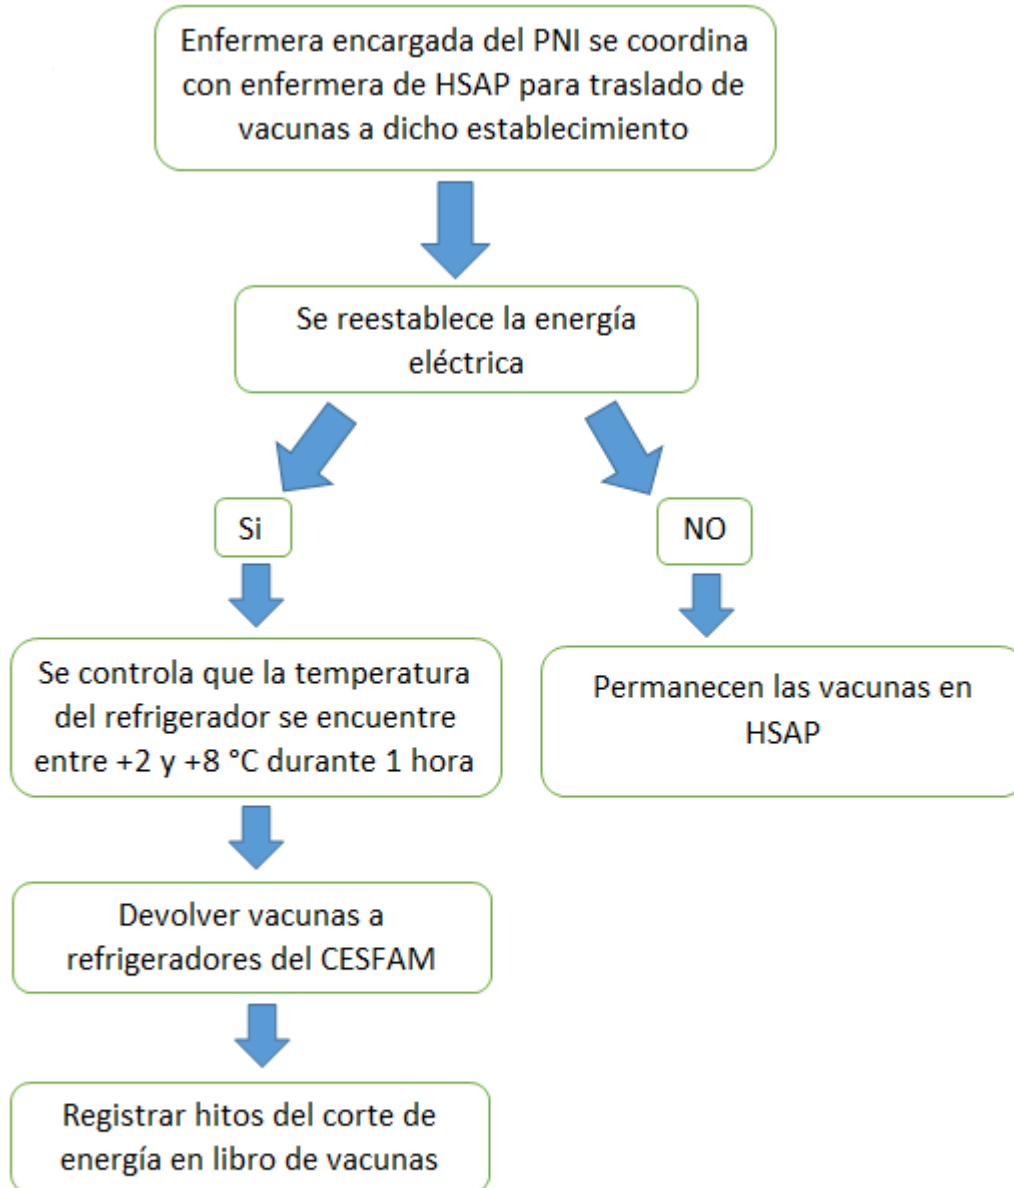 Enfermera encargada del PNI se coordina
con enfermera de HSAP para traslado de
vacunas a dicho establecimiento
Se reestablece la energía
eléctrica
Si
NO
Se controla que la temperatura
del refrigerador se encuentre
entre +2 y +8 °C durante 1 hora
Permanecen las vacunas en
HSAP
Devolver vacunas a
refrigeradores del CESFAM
Registrar hitos del corte de
energía en libro de vacunas